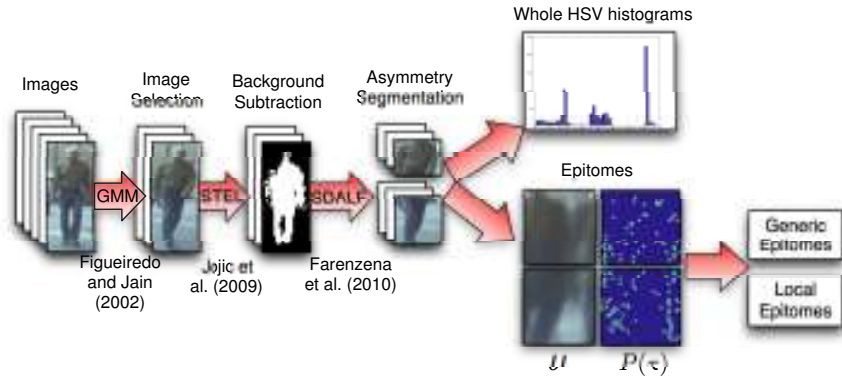 Whole HSV histograms
Images
Image
Selection
Background
Subtraction
Asymmetry
Segmentation
GMM
STEL
SDALF
Figueiredo
and Jain
(2002)
Jojic et
al. (2009)
Farenzena
et al. (2010)
Epitomes
Generic
Epitomes
Local
Epitomes
P(τ)